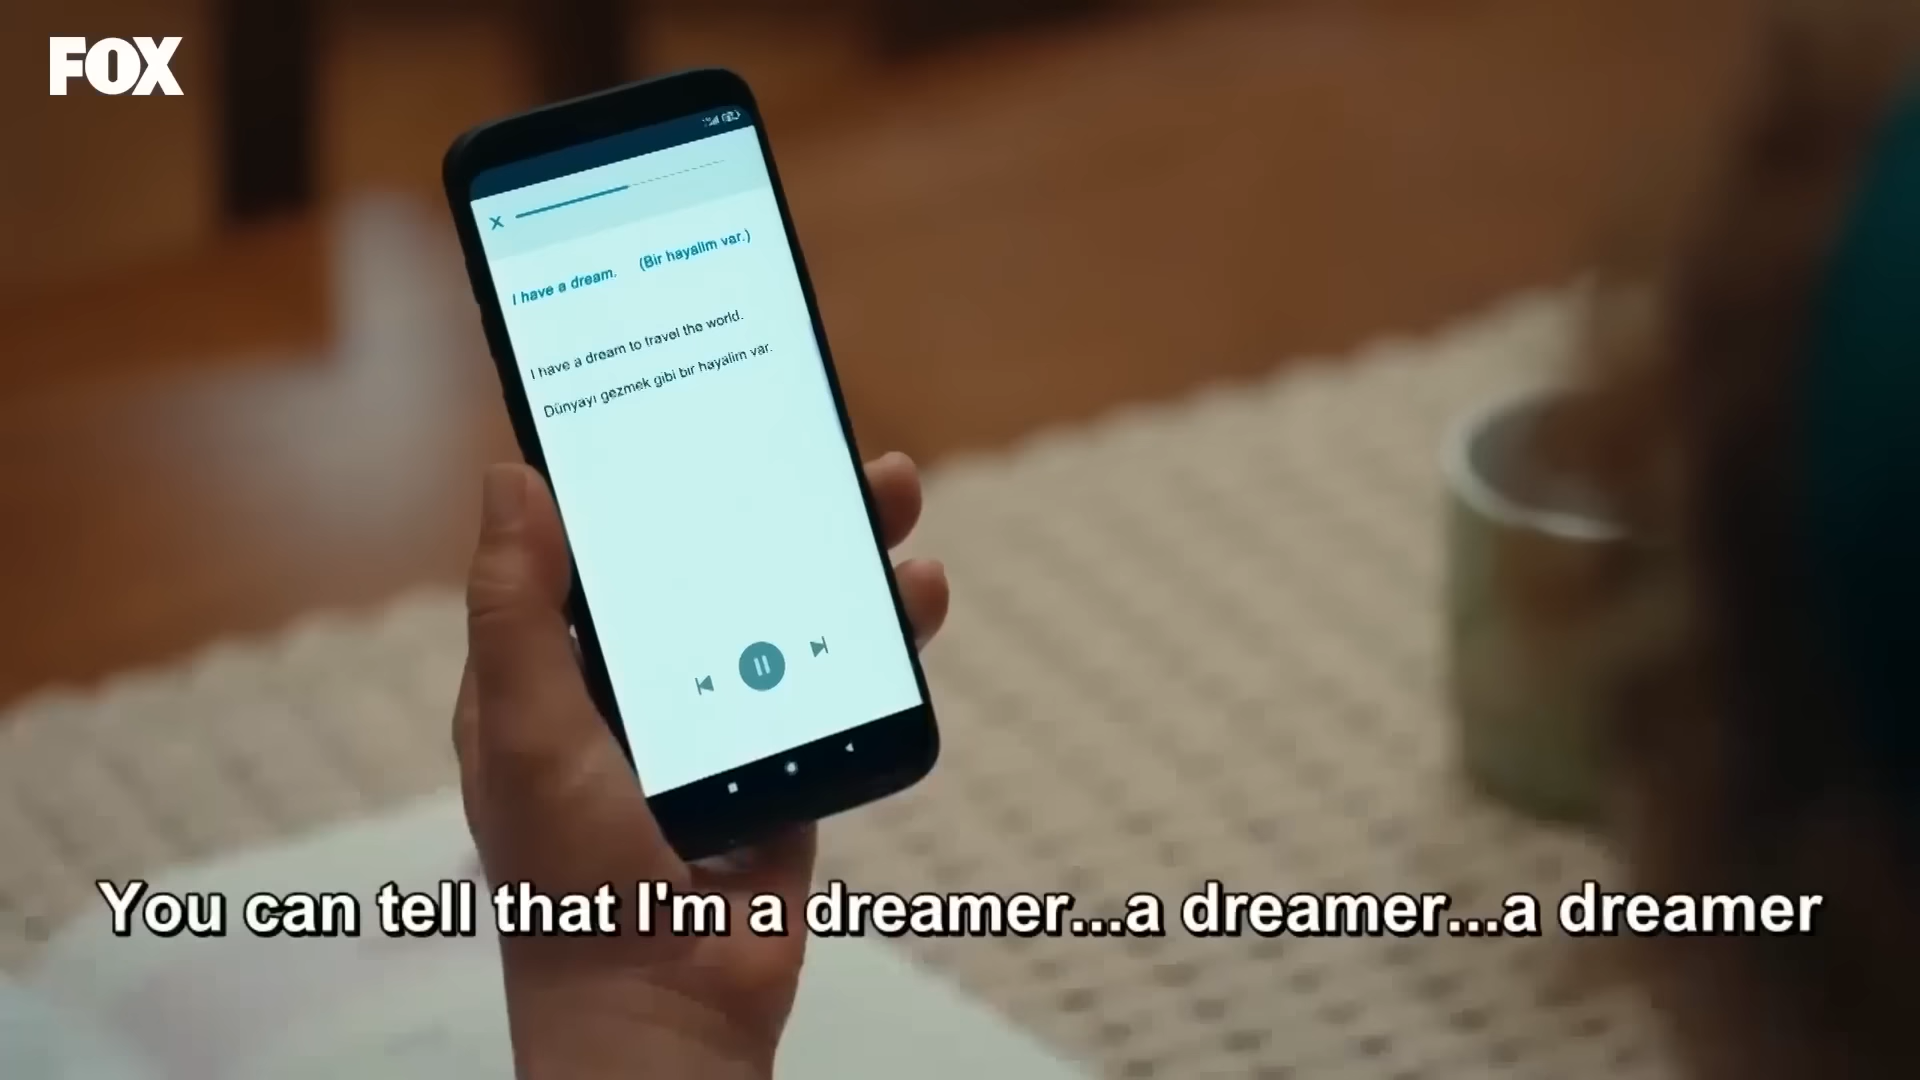 FOX
I have a dream. (Bir hayalim var.)
I have a dream to travel the world.
Dünyayı gezmek gibi bir hayalim var.
You can tell that I'm a dreamer...a dreamer...a dreamer